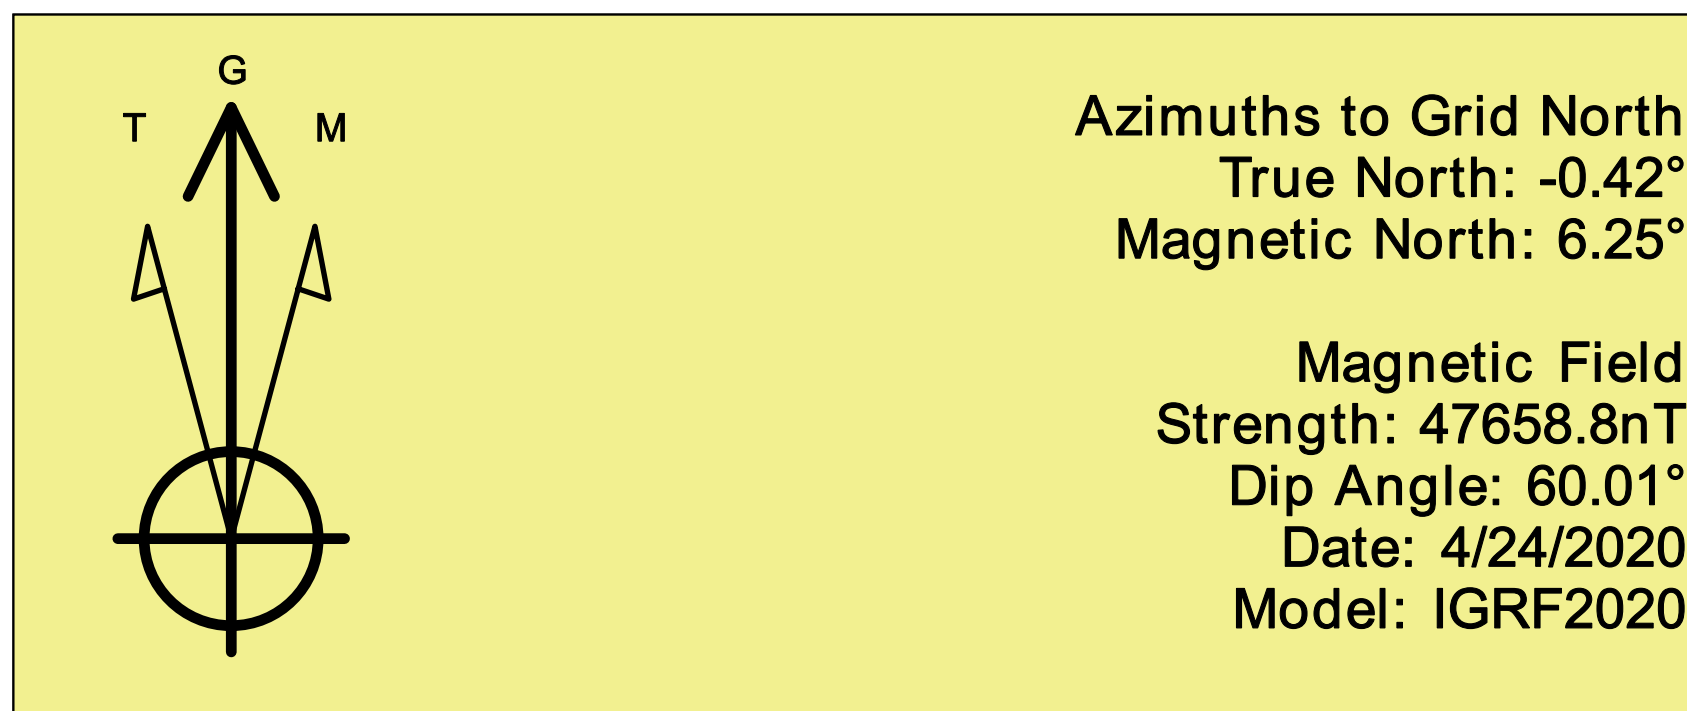 G
T M
Azimuths to Grid North
True North: -0.42°
Magnetic North: 6.25°
Magnetic Field
Strength: 47658.8nT
Dip Angle: 60.01°
Date: 4/24/2020
Model: IGRF2020